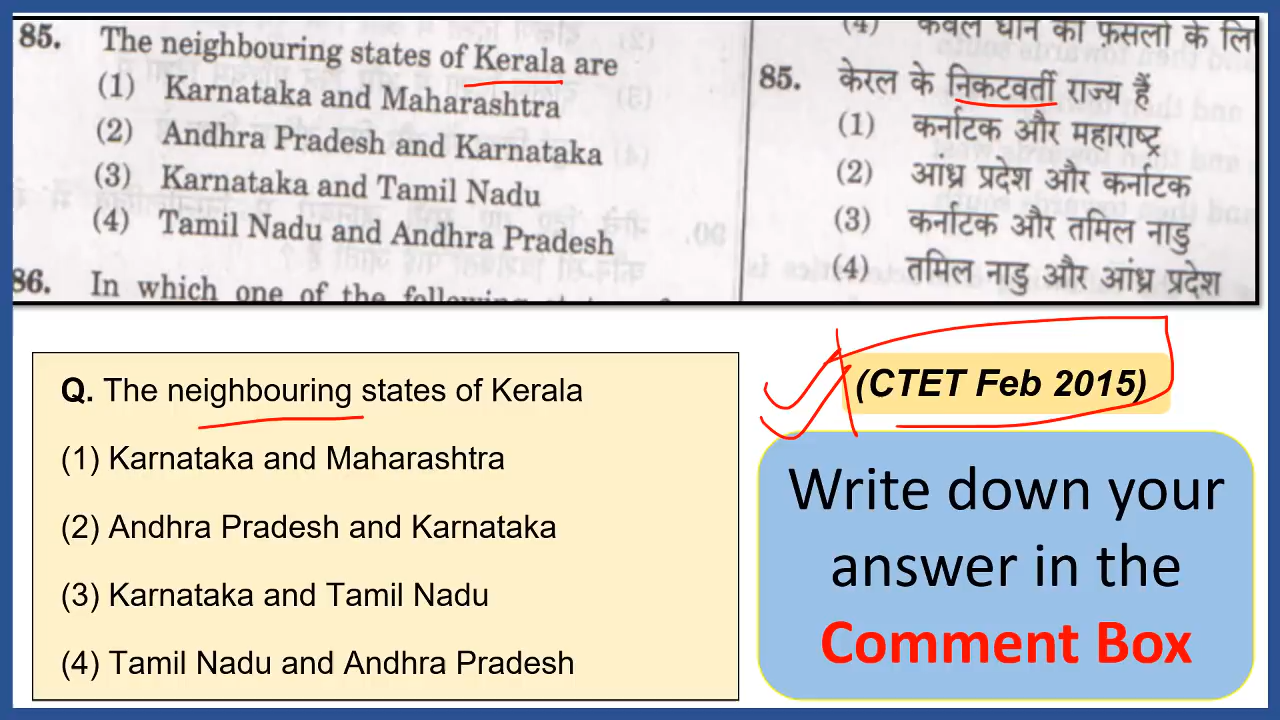 85. The neighbouring states of Kerala are
(1) Karnataka and Maharashtra
(2) Andhra Pradesh and Karnataka
(3) Karnataka and Tamil Nadu
(4) Tamil Nadu and Andhra Pradesh
86. In which one of the following
(4) केवल धान की फ़सलों के लि
85. केरल के निकटवर्ती राज्य हैं
(1) कर्नाटक और महाराष्ट्र
(2) आंध्र प्रदेश और कर्नाटक
(3) कर्नाटक और तमिल नाडु
(4) तमिल नाडु और आंध्र प्रदेश
Q. The neighbouring states of Kerala
(1) Karnataka and Maharashtra
(2) Andhra Pradesh and Karnataka
(3) Karnataka and Tamil Nadu
(4) Tamil Nadu and Andhra Pradesh
(CTET Feb 2015)
Write down your
answer in the
Comment Box